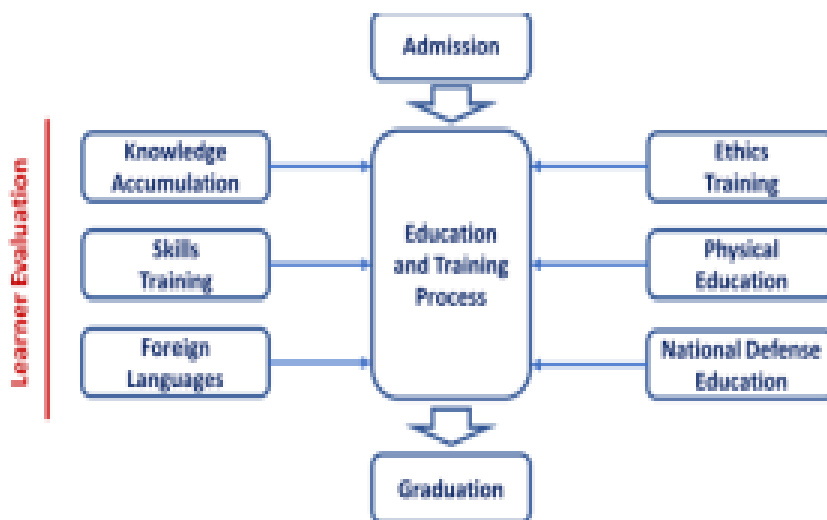 Admission
Learner Evaluation
Knowledge
Accumulation
Skills
Training
Foreign
Languages
Education
and Training
Process
Ethics
Training
Physical
Education
National Defense
Education
Graduation